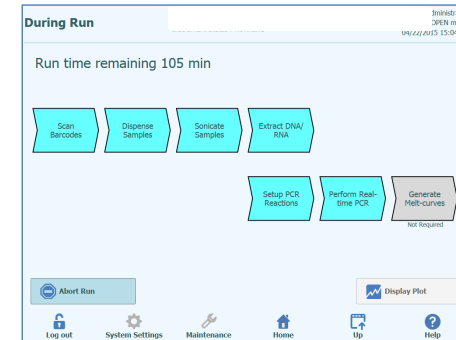 During Run
04/22/2015 15:04
Run time remaining 105 min
Scan
Barcodes
Dispense
Samples
Sonicate
Samples
Extract DNA/
RNA
Setup PCR
Reactions
Perform Real-
time PCR
Generate
Melt-curves
Not Required
Abort Run
Display Plot
Log out
System Settings
Maintenance
Home
Up
Help